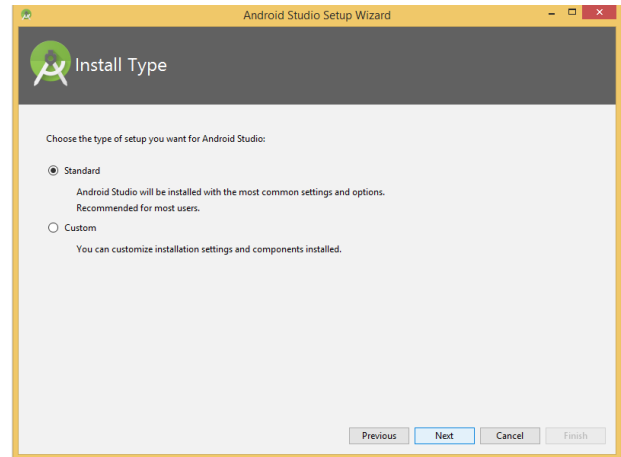 Android Studio Setup Wizard
Install Type
Choose the type of setup you want for Android Studio:
Standard
Android Studio will be installed with the most common settings and options.
Recommended for most users.
Custom
You can customize installation settings and components installed.
Previous Next Cancel Finish